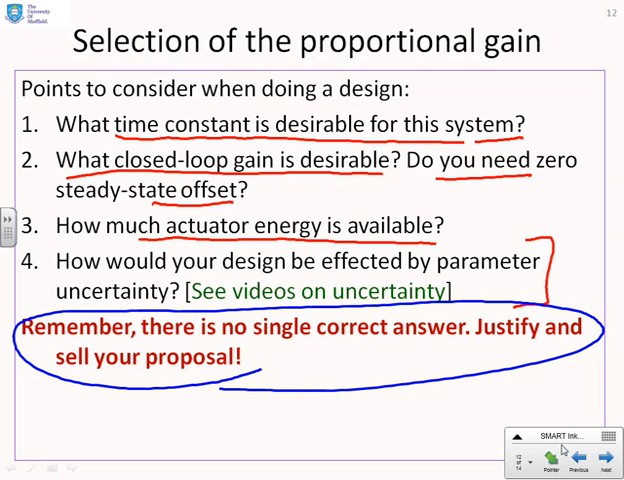 The
University
Of
Sheffield.
12
Selection of the proportional gain
Points to consider when doing a design:
1. What time constant is desirable for this system?
2. What closed-loop gain is desirable? Do you need zero
steady-state offset?
3. How much actuator energy is available?
4. How would your design be effected by parameter
uncertainty? [See videos on uncertainty]
Remember, there is no single correct answer. Justify and
sell your proposal!
SMART Ink...
12
of
14
Pointer
Previous
Next